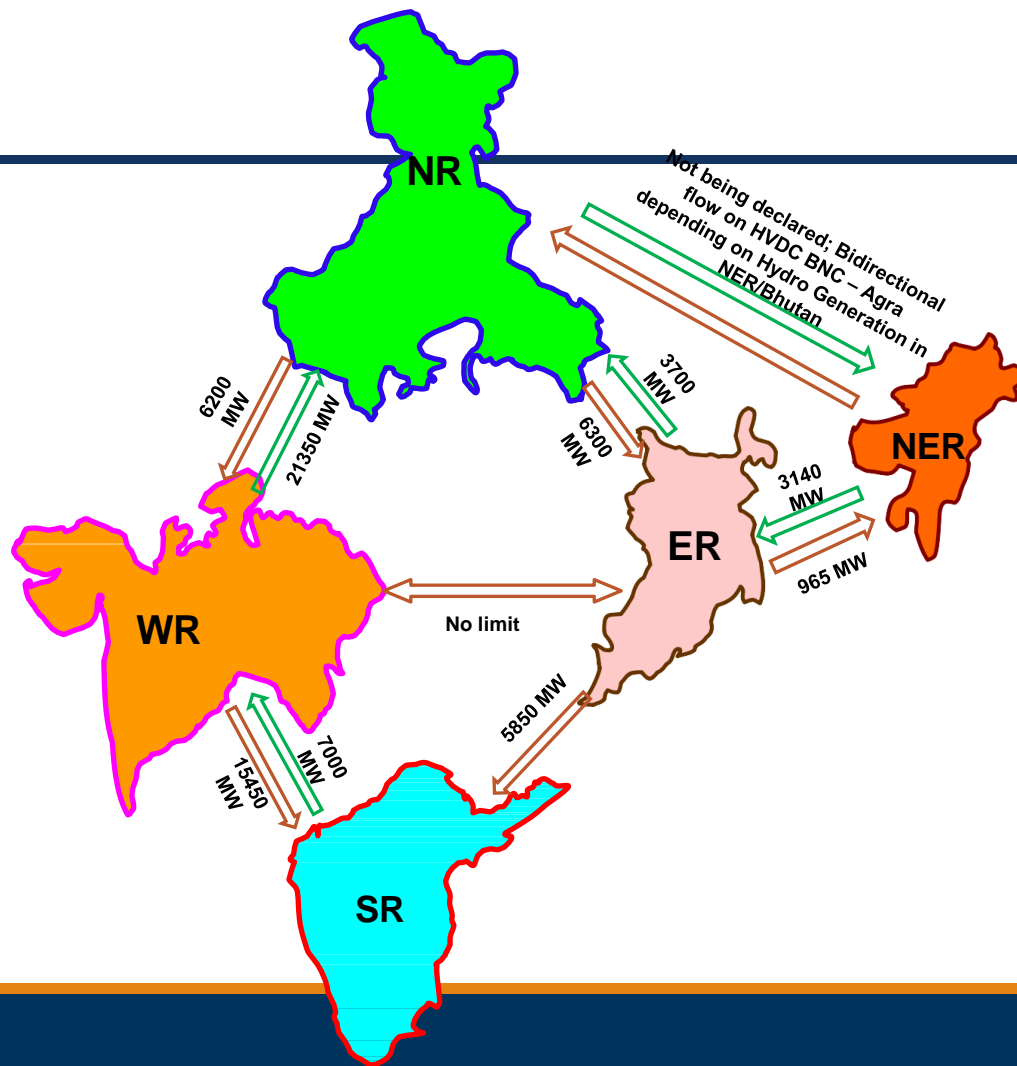 NR
Not being declared; Bidirectional
flow on HVDC BNC – Agra
depending on Hydro Generation in
NER/Bhutan
6200
MW
21350 MW
3700
MW
6300
MW
NER
3140
MW
ER
965 MW
WR
No limit
5850 MW
7000
MW
15450
MW
SR